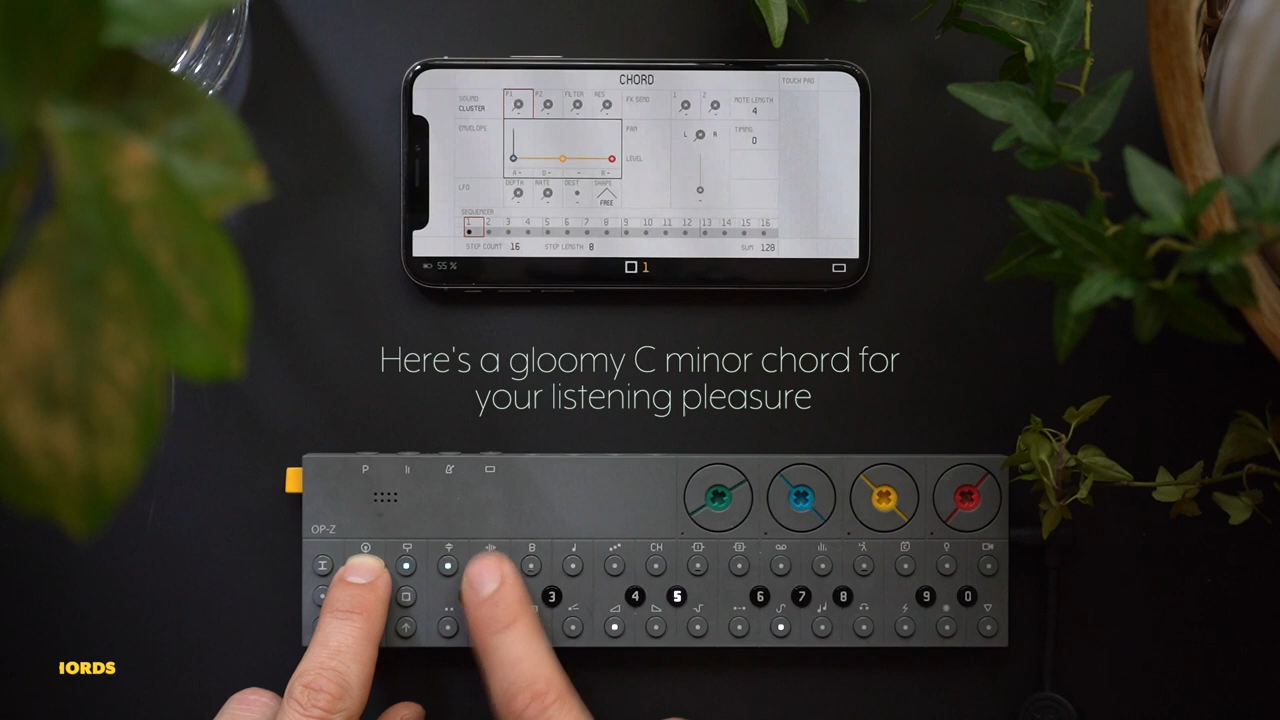 CHORD
TOUCH PAD
SOUND
CLUSTER
P1 P2 FILTER RES
FX SEND
1 2
NOTE LENGTH
4
ENVELOPE
PAN
L R
TIMING
0
LEVEL
A- D- - R-
LFO
DEPTH RATE DEST SHAPE
FREE
SEQUENCER
1 2 3 4 5 6 7 8 9 10 11 12 13 14 15 16
STEP COUNT 16 STEP LENGTH 8 SUM 128
55 % 1
Here's a gloomy C minor chord for
your listening pleasure
P
OP-Z
B CH
3 4 5 6 7 8 9 0
IORDS